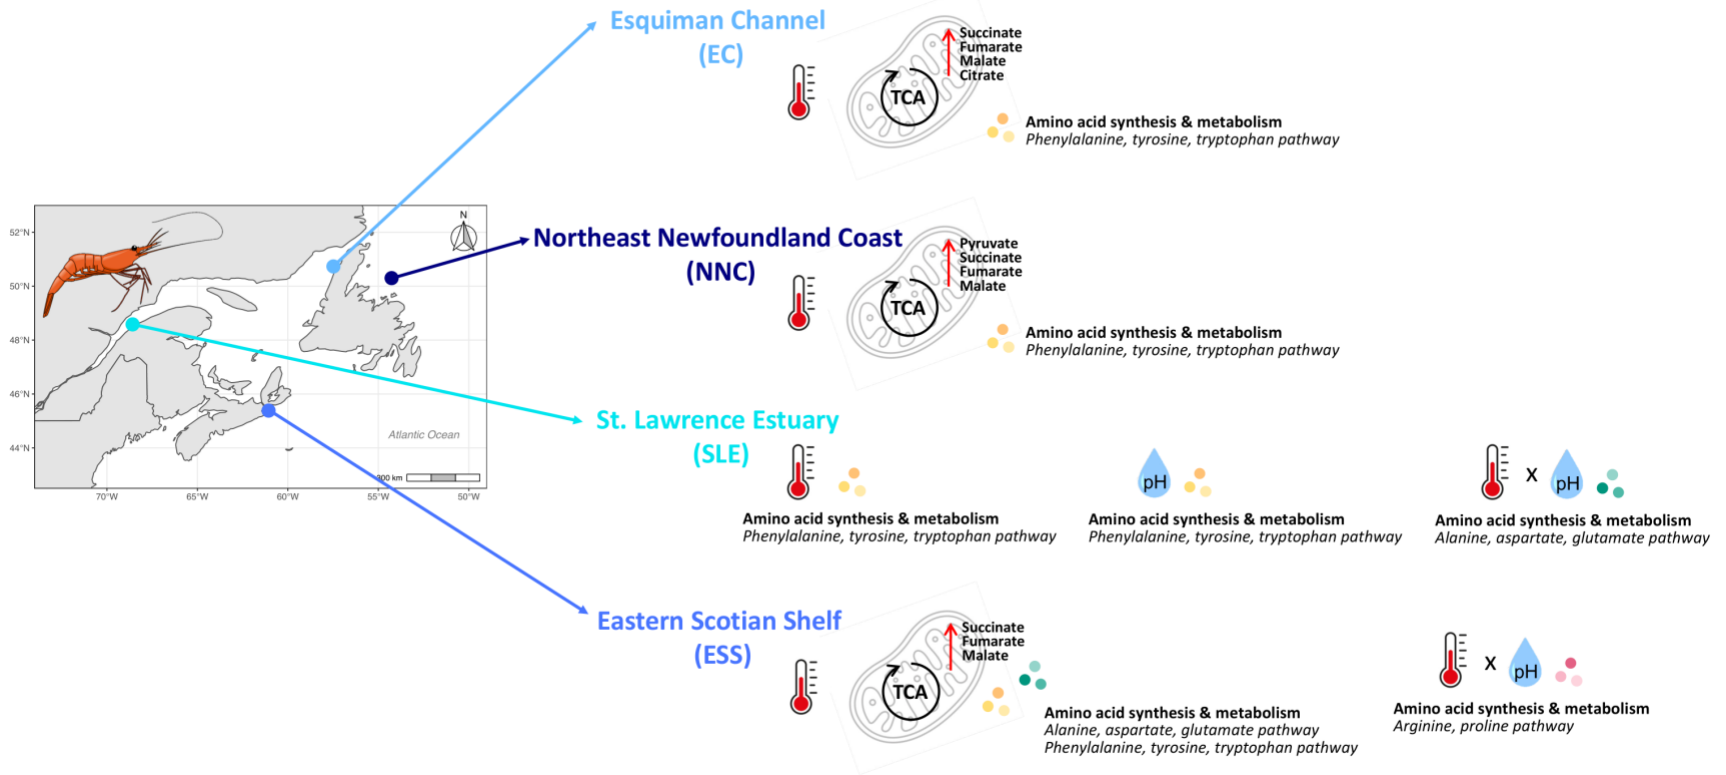 Esquiman Channel
(EC)
Succinate
Fumarate
Malate
Citrate
TCA
Amino acid synthesis & metabolism
Phenylalanine, tyrosine, tryptophan pathway
Northeast Newfoundland Coast
(NNC)
Pyruvate
Succinate
Fumarate
Malate
TCA
Amino acid synthesis & metabolism
Phenylalanine, tyrosine, tryptophan pathway
N
52°N
50°N
48°N
46°N
44°N
Atlantic Ocean
300 km
70°W
65°W
60°W
55°W
50°W
St. Lawrence Estuary
(SLE)
pH
x
pH
Amino acid synthesis & metabolism
Phenylalanine, tyrosine, tryptophan pathway
Amino acid synthesis & metabolism
Phenylalanine, tyrosine, tryptophan pathway
Amino acid synthesis & metabolism
Alanine, aspartate, glutamate pathway
Eastern Scotian Shelf
(ESS)
Succinate
Fumarate
Malate
TCA
Amino acid synthesis & metabolism
Alanine, aspartate, glutamate pathway
Phenylalanine, tyrosine, tryptophan pathway
x
pH
Amino acid synthesis & metabolism
Arginine, proline pathway